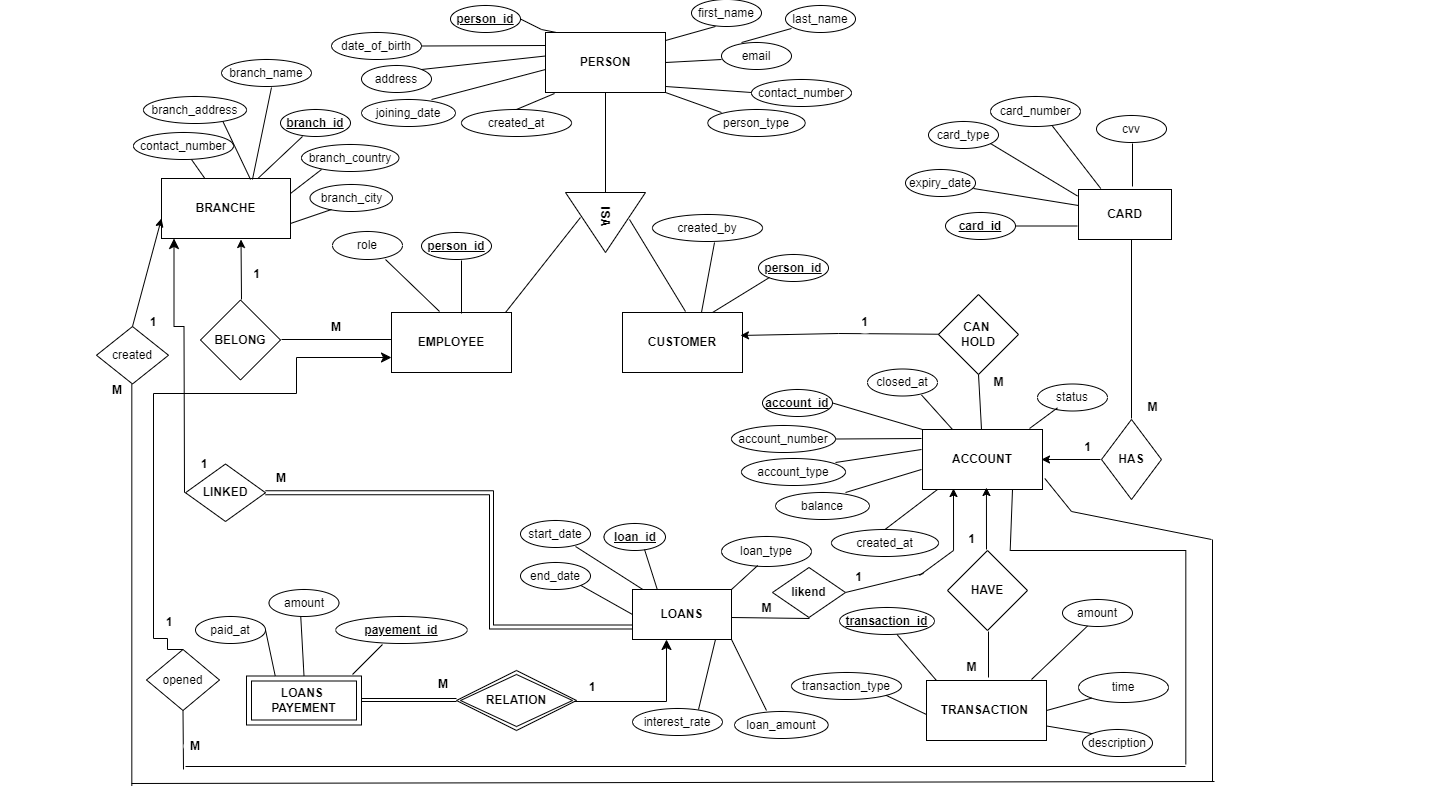 person_id
first_name
last_name
date_of_birth
PERSON
email
address
contact_number
joining_date
created_at
person_type
branch_name
branch_address
branch_id
contact_number
branch_country
branch_city
BRANCHE
card_number
card_type
cvv
expiry_date
card_id
CARD
ISA
role
person_id
created_by
person_id
1
BELONG
M
EMPLOYEE
CUSTOMER
1
CAN
HOLD
M
1
created
M
closed_at
account_id
status
account_number
account_type
balance
created_at
ACCOUNT
M
1
HAS
1
LINKED
M
start_date
loan_id
loan_type
end_date
LOANS
M
likend
1
1
HAVE
M
transaction_id
amount
transaction_type
time
TRANSACTION
description
paid_at
amount
payement_id
1
opened
M
LOANS
PAYEMENT
M
RELATION
1
interest_rate
loan_amount